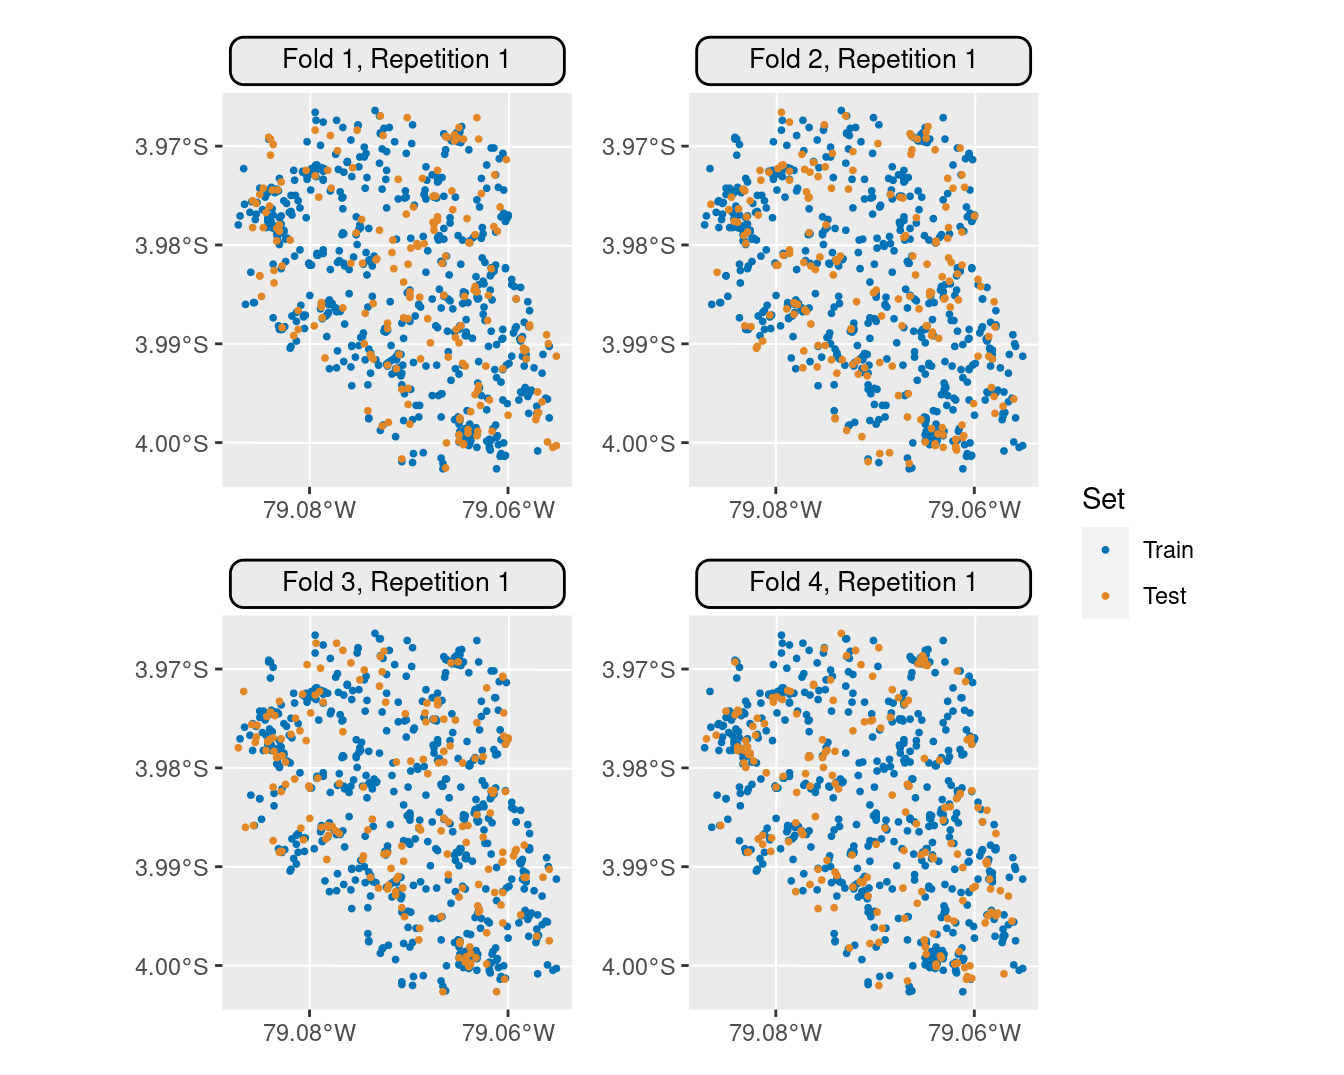 Fold 1, Repetition 1
Fold 2, Repetition 1
3.97°S
3.98°S
3.99°S
4.00°S
3.97°S
3.98°S
3.99°S
4.00°S
79.08°W
79.06°W
79.08°W
79.06°W
Set
Train
Test
Fold 3, Repetition 1
Fold 4, Repetition 1
3.97°S
3.98°S
3.99°S
4.00°S
3.97°S
3.98°S
3.99°S
4.00°S
79.08°W
79.06°W
79.08°W
79.06°W